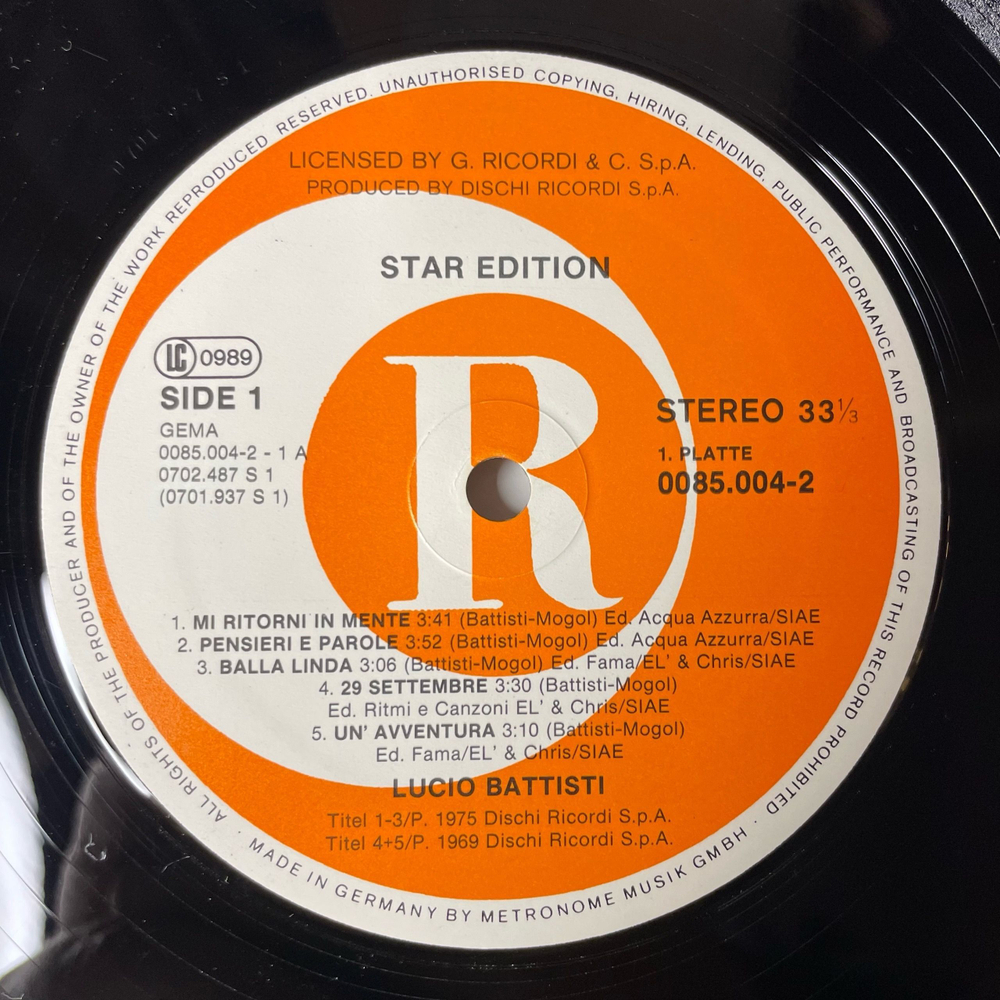 ALL RIGHTS OF THE PRODUCER AND OF THE OWNER OF THE WORK REPRODUCED RESERVED. UNAUTHORISED COPYING, HIRING, LENDING, PUBLIC PERFORMANCE AND BROADCASTING OF THIS RECORD PROHIBITED ·
LICENSED BY G. RICORDI & C. S.p.A.
PRODUCED BY DISCHI RICORDI S.p.A.
STAR EDITION
LC 0989
SIDE 1
GEMA
0085.004-2 - 1 A
0702.487 S 1
(0701.937 S 1)
R
STEREO 33 1/3
1. PLATTE
0085.004-2
1. MI RITORNI IN MENTE 3:41 (Battisti-Mogol) Ed. Acqua Azzurra/SIAE
2. PENSIERI E PAROLE 3:52 (Battisti-Mogol) Ed. Acqua Azzurra/SIAE
3. BALLA LINDA 3:06 (Battisti-Mogol) Ed. Fama/EL' & Chris/SIAE
4. 29 SETTEMBRE 3:30 (Battisti-Mogol)
Ed. Ritmi e Canzoni EL' & Chris/SIAE
5. UN' AVVENTURA 3:10 (Battisti-Mogol)
Ed. Fama/EL' & Chris/SIAE
LUCIO BATTISTI
Titel 1-3/P. 1975 Dischi Ricordi S.p.A.
Titel 4+5/P. 1969 Dischi Ricordi S.p.A.
· MADE IN GERMANY BY METRONOME MUSIK GMBH ·